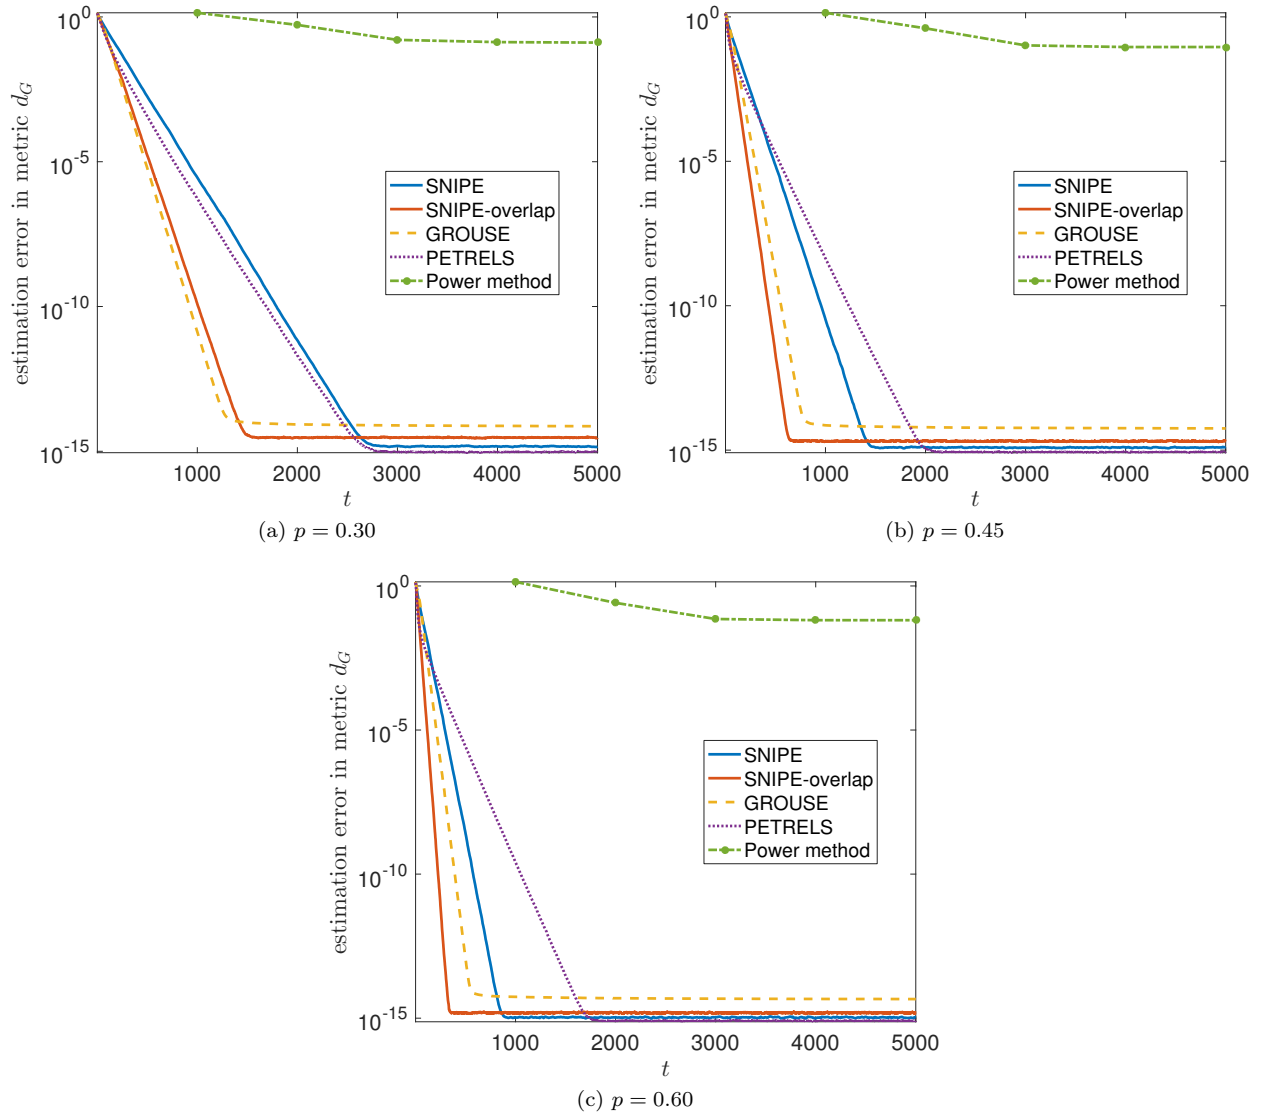 estimation error in metric d_G
10^0
10^-5
10^-10
10^-15
SNIPE
SNIPE-overlap
GROUSE
PETRELS
Power method
1000 2000 3000 4000 5000
t
(a) p = 0.30
estimation error in metric d_G
10^0
10^-5
10^-10
10^-15
SNIPE
SNIPE-overlap
GROUSE
PETRELS
Power method
1000 2000 3000 4000 5000
t
(b) p = 0.45
estimation error in metric d_G
10^0
10^-5
10^-10
10^-15
SNIPE
SNIPE-overlap
GROUSE
PETRELS
Power method
1000 2000 3000 4000 5000
t
(c) p = 0.60